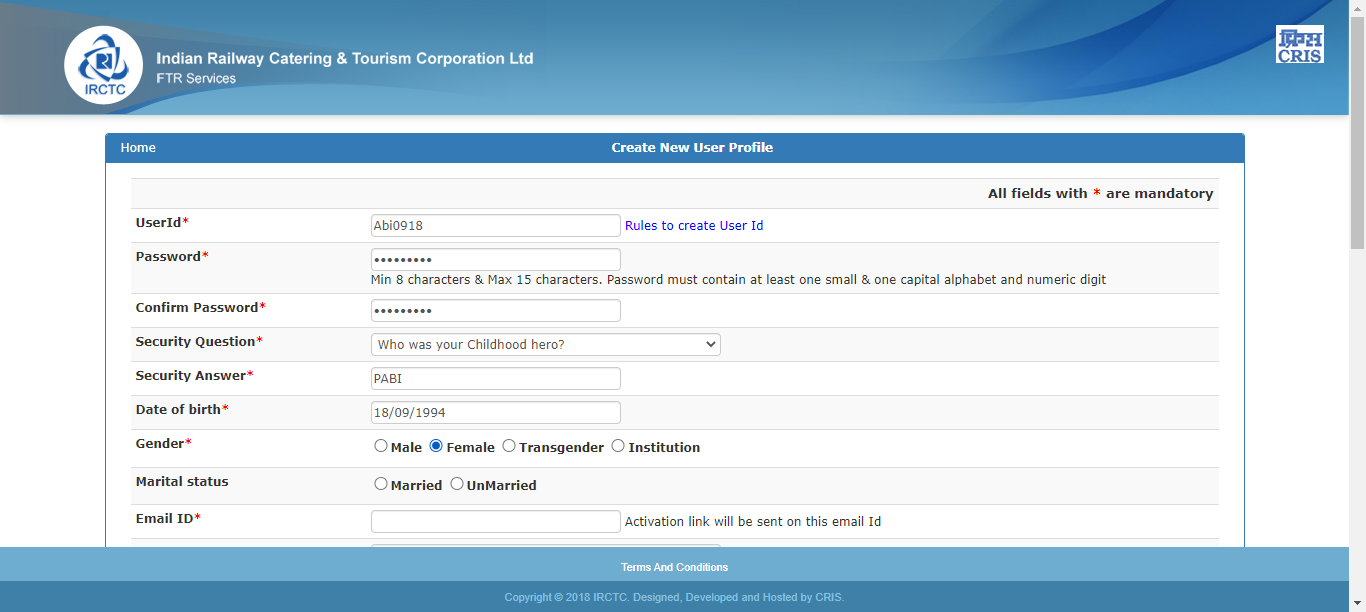 IRCTC
Indian Railway Catering & Tourism Corporation Ltd
FTR Services
क्रिस
CRIS
Home
Create New User Profile
All fields with * are mandatory
UserId* Abi0918 Rules to create User Id
Password* •••••••••
Min 8 characters & Max 15 characters. Password must contain at least one small & one capital alphabet and numeric digit
Confirm Password* •••••••••
Security Question* Who was your Childhood hero?
Security Answer* PABI
Date of birth* 18/09/1994
Gender* Male Female Transgender Institution
Marital status Married UnMarried
Email ID* Activation link will be sent on this email Id
Terms And Conditions
Copyright © 2018 IRCTC. Designed, Developed and Hosted by CRIS.